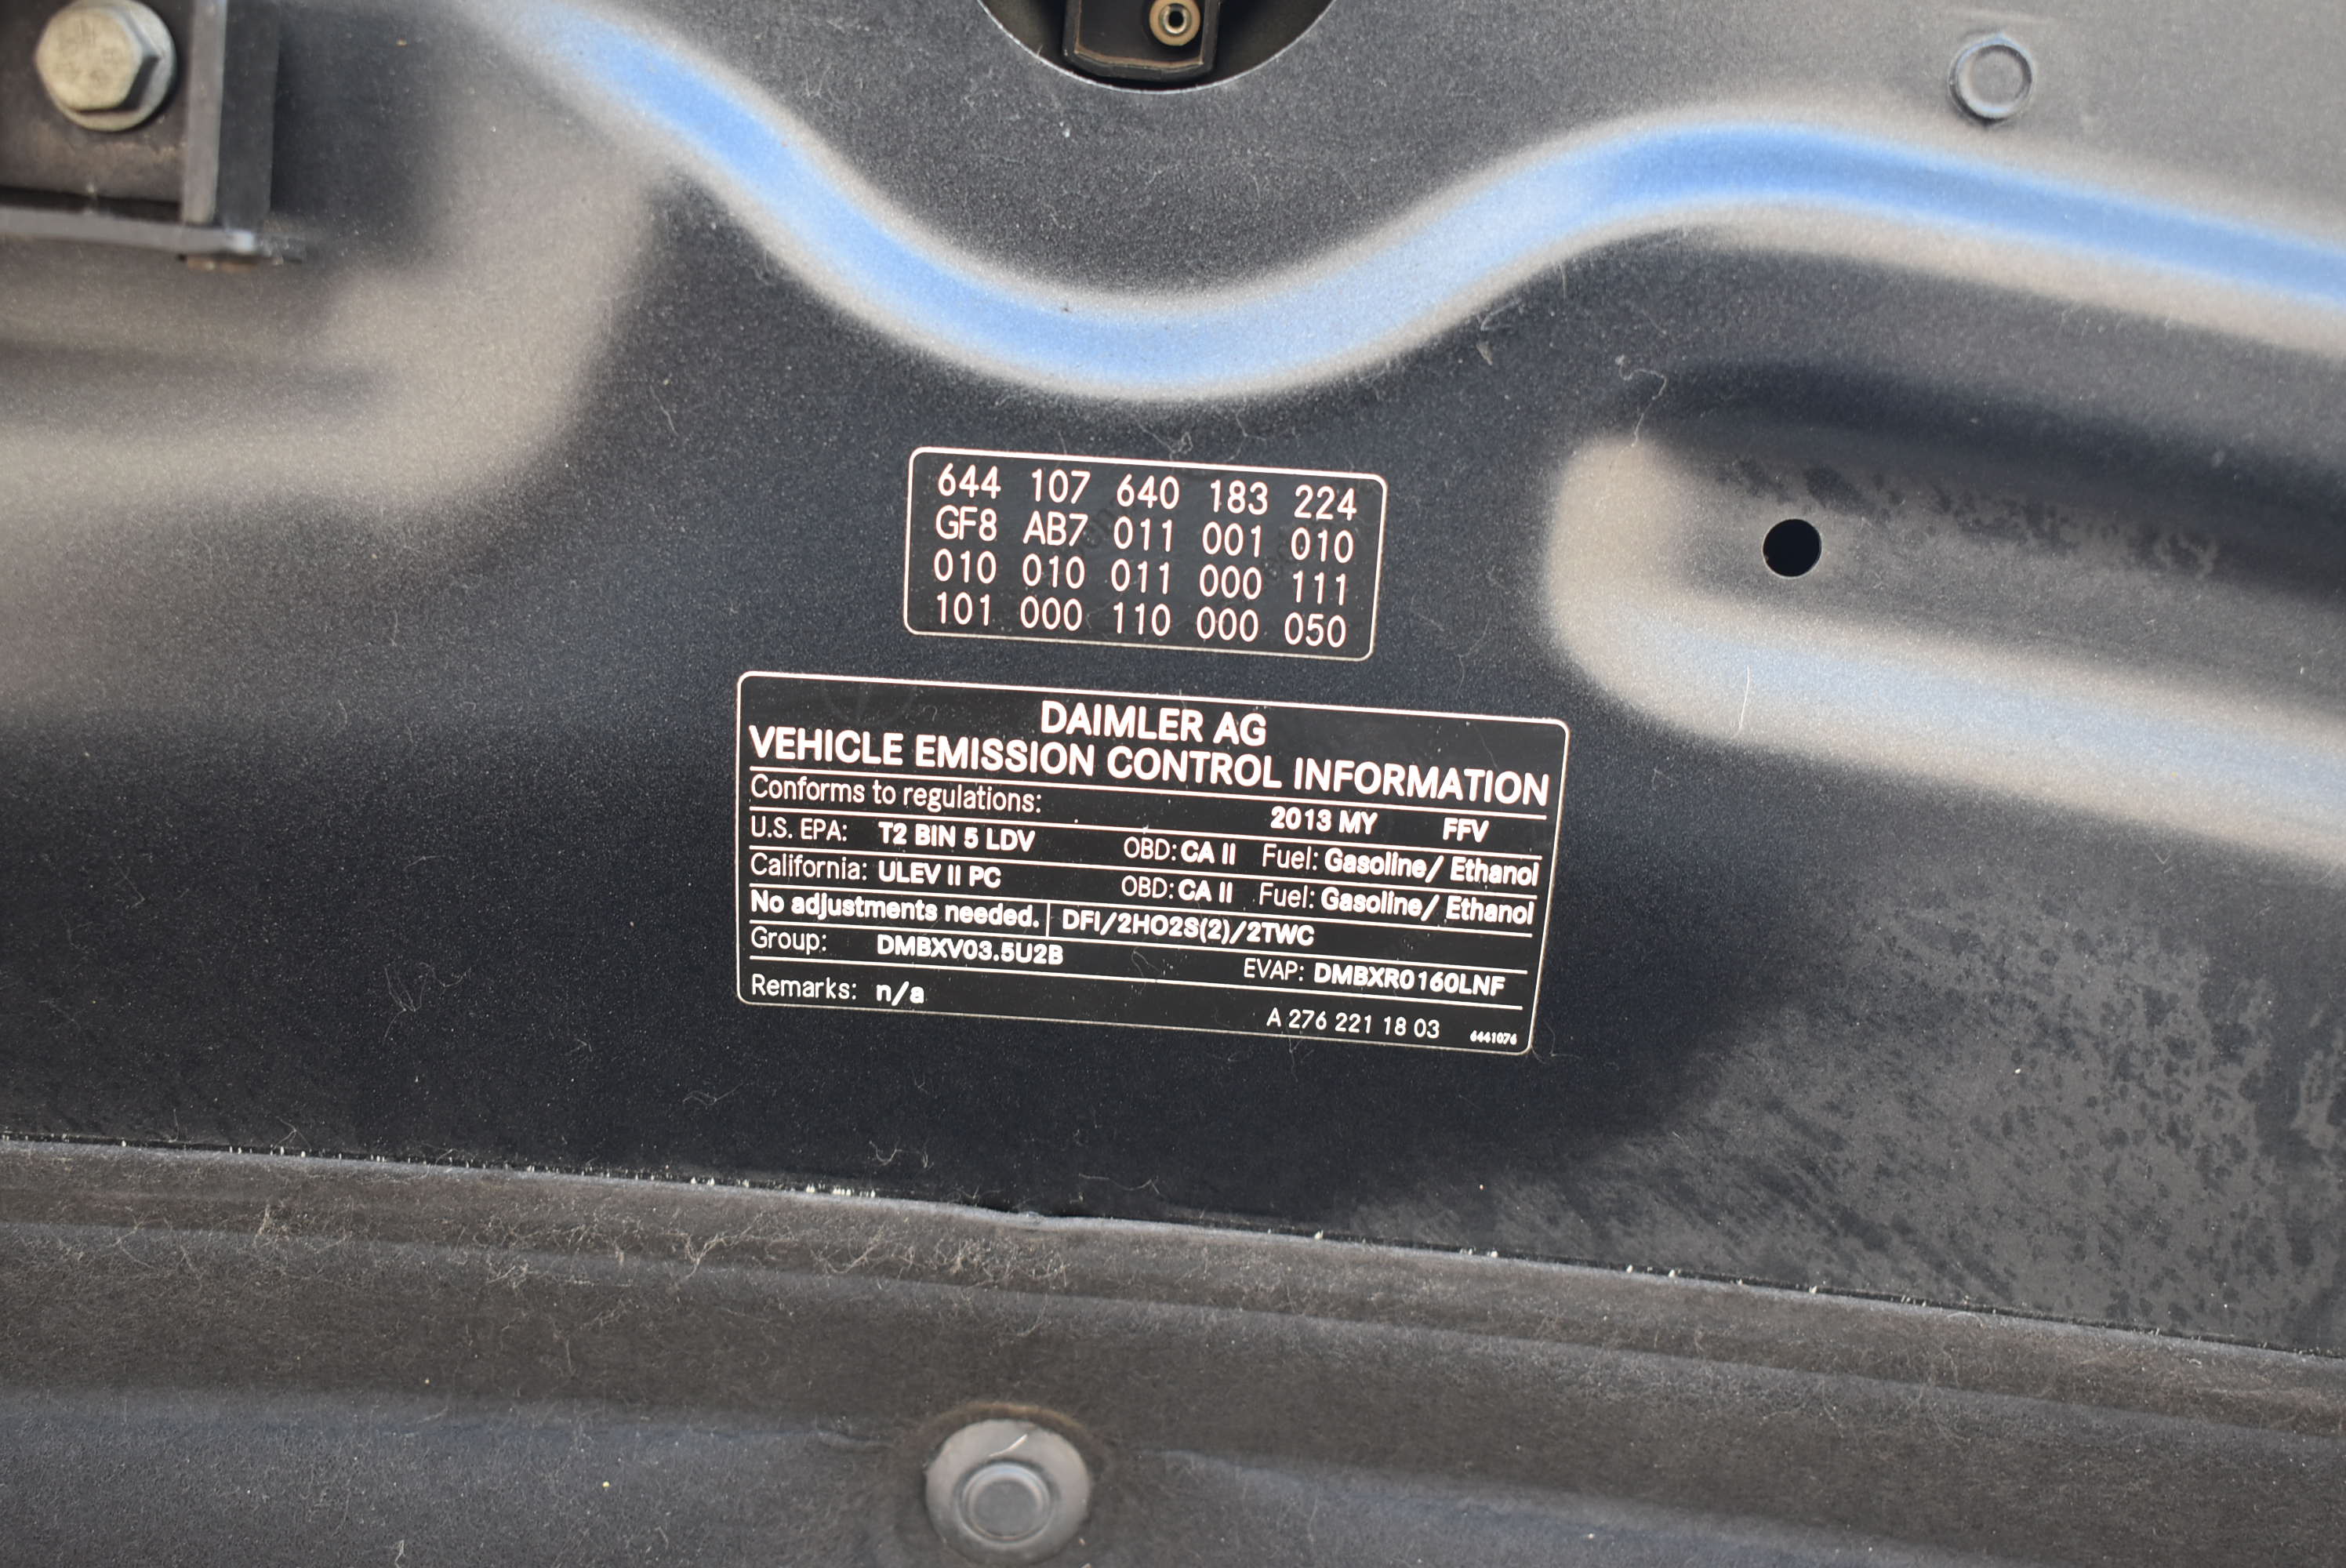 644 107 640 183 224
GF8 AB7 011 001 010
010 010 011 000 111
101 000 110 000 050
DAIMLER AG
VEHICLE EMISSION CONTROL INFORMATION
Conforms to regulations: 2013 MY FFV
U.S. EPA: T2 BIN 5 LDV OBD: CA II Fuel: Gasoline/ Ethanol
California: ULEV II PC OBD: CA II Fuel: Gasoline/ Ethanol
No adjustments needed. DFI/2HO2S(2)/2TWC
Group: DMBXV03.5U2B EVAP: DMBXR0160LNF
Remarks: n/a A 276 221 18 03 6441076